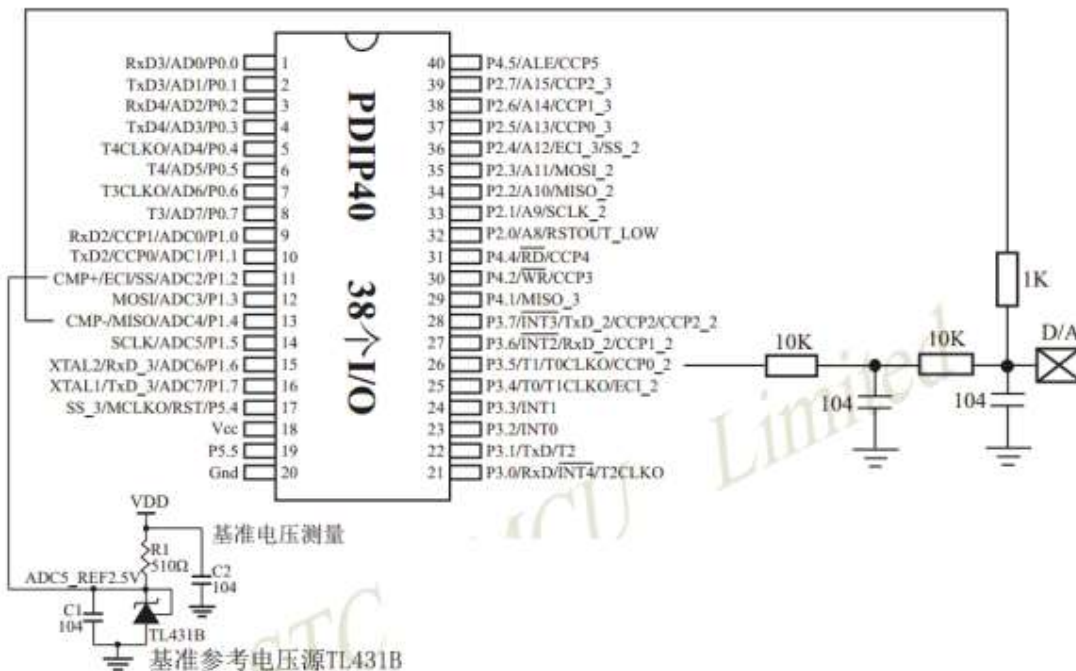 RxD3/AD0/P0.0 1
TxD3/AD1/P0.1 2
RxD4/AD2/P0.2 3
TxD4/AD3/P0.3 4
T4CLKO/AD4/P0.4 5
T4/AD5/P0.5 6
T3CLKO/AD6/P0.6 7
T3/AD7/P0.7 8
RxD2/CCP1/ADC0/P1.0 9
TxD2/CCP0/ADC1/P1.1 10
CMP+/ECI/SS/ADC2/P1.2 11
MOSI/ADC3/P1.3 12
CMP-/MISO/ADC4/P1.4 13
SCLK/ADC5/P1.5 14
XTAL2/RxD_3/ADC6/P1.6 15
XTAL1/TxD_3/ADC7/P1.7 16
SS_3/MCLKO/RST/P5.4 17
Vcc 18
P5.5 19
Gnd 20
PDIP40 38个I/O
40 P4.5/ALE/CCP5
39 P2.7/A15/CCP2_3
38 P2.6/A14/CCP1_3
37 P2.5/A13/CCP0_3
36 P2.4/A12/ECI_3/SS_2
35 P2.3/A11/MOSI_2
34 P2.2/A10/MISO_2
33 P2.1/A9/SCLK_2
32 P2.0/A8/RSTOUT_LOW
31 P4.4/RD/CCP4
30 P4.2/WR/CCP3
29 P4.1/MISO_3
28 P3.7/INT3/TxD_2/CCP2/CCP2_2
27 P3.6/INT2/RxD_2/CCP1_2
26 P3.5/T1/T0CLKO/CCP0_2
25 P3.4/T0/T1CLKO/ECI_2
24 P3.3/INT1
23 P3.2/INT0
22 P3.1/TxD/T2
21 P3.0/RxD/INT4/T2CLKO
1K
D/A
10K
10K
104
104
VDD
基准电压测量
R1
510Ω
C2
104
ADC5_REF2.5V
C1
104
TL431B
基准参考电压源TL431B
STC MCU Limited